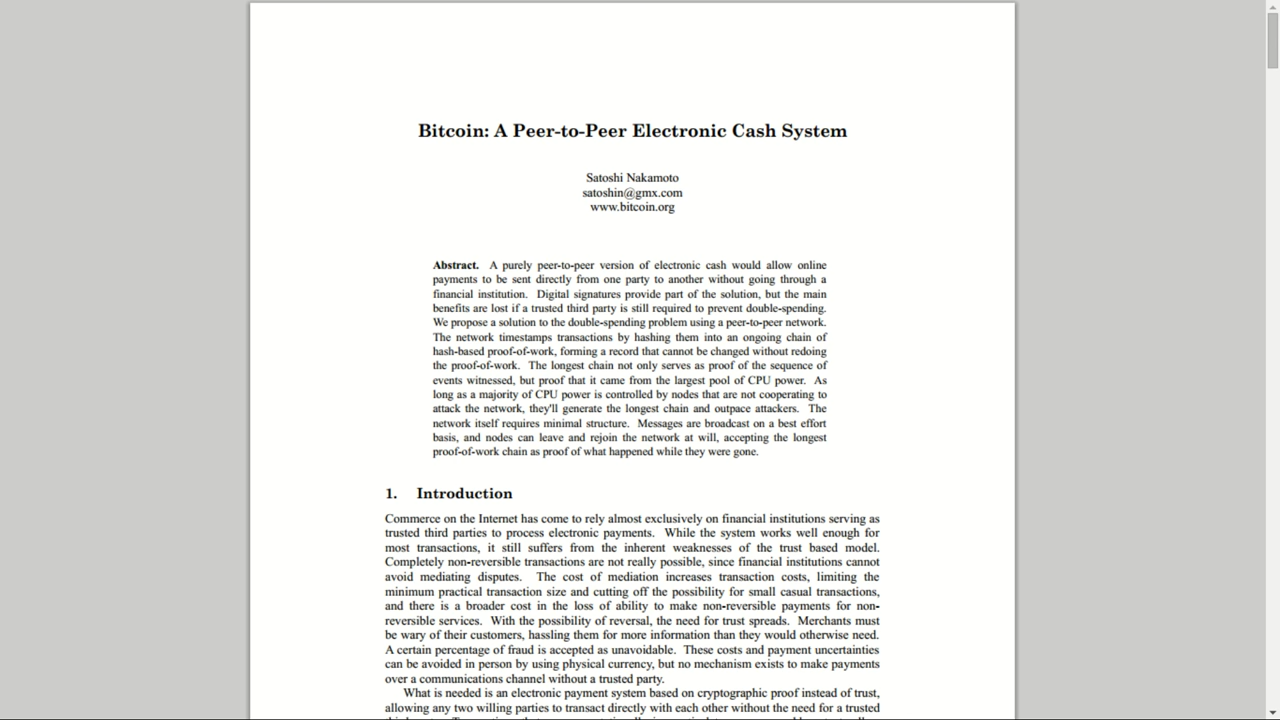 Bitcoin: A Peer-to-Peer Electronic Cash System
Satoshi Nakamoto
satoshin@gmx.com
www.bitcoin.org
Abstract. A purely peer-to-peer version of electronic cash would allow online
payments to be sent directly from one party to another without going through a
financial institution. Digital signatures provide part of the solution, but the main
benefits are lost if a trusted third party is still required to prevent double-spending.
We propose a solution to the double-spending problem using a peer-to-peer network.
The network timestamps transactions by hashing them into an ongoing chain of
hash-based proof-of-work, forming a record that cannot be changed without redoing
the proof-of-work. The longest chain not only serves as proof of the sequence of
events witnessed, but proof that it came from the largest pool of CPU power. As
long as a majority of CPU power is controlled by nodes that are not cooperating to
attack the network, they'll generate the longest chain and outpace attackers. The
network itself requires minimal structure. Messages are broadcast on a best effort
basis, and nodes can leave and rejoin the network at will, accepting the longest
proof-of-work chain as proof of what happened while they were gone.
1. Introduction
Commerce on the Internet has come to rely almost exclusively on financial institutions serving as
trusted third parties to process electronic payments. While the system works well enough for
most transactions, it still suffers from the inherent weaknesses of the trust based model.
Completely non-reversible transactions are not really possible, since financial institutions cannot
avoid mediating disputes. The cost of mediation increases transaction costs, limiting the
minimum practical transaction size and cutting off the possibility for small casual transactions,
and there is a broader cost in the loss of ability to make non-reversible payments for non-
reversible services. With the possibility of reversal, the need for trust spreads. Merchants must
be wary of their customers, hassling them for more information than they would otherwise need.
A certain percentage of fraud is accepted as unavoidable. These costs and payment uncertainties
can be avoided in person by using physical currency, but no mechanism exists to make payments
over a communications channel without a trusted party.
What is needed is an electronic payment system based on cryptographic proof instead of trust,
allowing any two willing parties to transact directly with each other without the need for a trusted